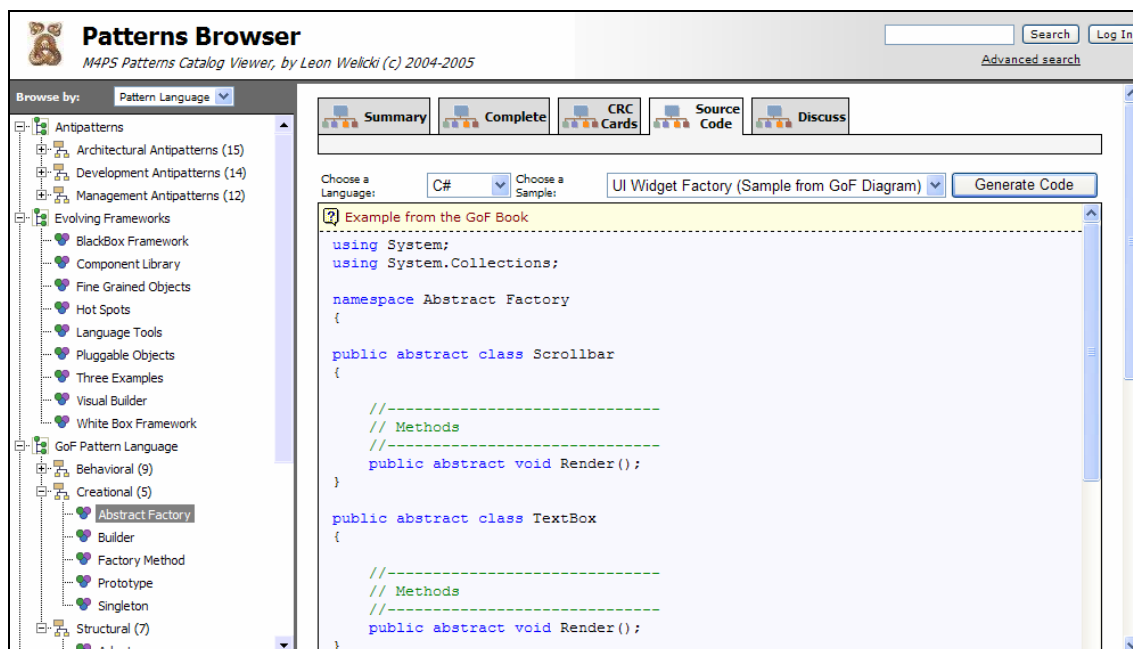 Patterns Browser
M4PS Patterns Catalog Viewer, by Leon Welicki (c) 2004-2005
Search
Log In
Advanced search
Browse by:
Pattern Language
Antipatterns
Architectural Antipatterns (15)
Development Antipatterns (14)
Management Antipatterns (12)
Evolving Frameworks
BlackBox Framework
Component Library
Fine Grained Objects
Hot Spots
Language Tools
Pluggable Objects
Three Examples
Visual Builder
White Box Framework
GoF Pattern Language
Behavioral (9)
Creational (5)
Abstract Factory
Builder
Factory Method
Prototype
Singleton
Structural (7)
Summary
Complete
CRC Cards
Source Code
Discuss
Choose a Language:
C#
Choose a Sample:
UI Widget Factory (Sample from GoF Diagram)
Generate Code
Example from the GoF Book
using System;
using System.Collections;
namespace Abstract Factory
{
public abstract class Scrollbar
{
//------------------------------
// Methods
//------------------------------
public abstract void Render();
}
public abstract class TextBox
{
//------------------------------
// Methods
//------------------------------
public abstract void Render();
}